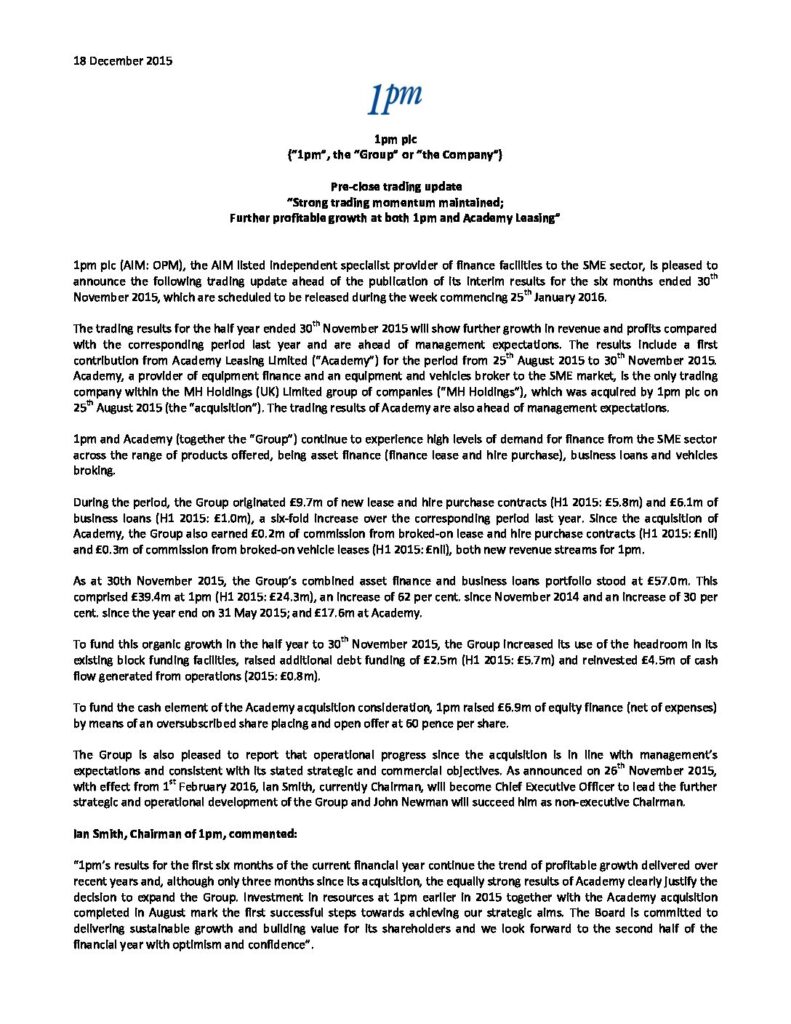 18 December 2015
1pm
1pm plc
("1pm", the "Group" or "the Company")
Pre-close trading update
"Strong trading momentum maintained;
Further profitable growth at both 1pm and Academy Leasing"
1pm plc (AIM: OPM), the AIM listed independent specialist provider of finance facilities to the SME sector, is pleased to
announce the following trading update ahead of the publication of its interim results for the six months ended 30th
November 2015, which are scheduled to be released during the week commencing 25th January 2016.
The trading results for the half year ended 30th November 2015 will show further growth in revenue and profits compared
with the corresponding period last year and are ahead of management expectations. The results include a first
contribution from Academy Leasing Limited ("Academy") for the period from 25th August 2015 to 30th November 2015.
Academy, a provider of equipment finance and an equipment and vehicles broker to the SME market, is the only trading
company within the MH Holdings (UK) Limited group of companies ("MH Holdings"), which was acquired by 1pm plc on
25th August 2015 (the "acquisition"). The trading results of Academy are also ahead of management expectations.
1pm and Academy (together the "Group") continue to experience high levels of demand for finance from the SME sector
across the range of products offered, being asset finance (finance lease and hire purchase), business loans and vehicles
broking.
During the period, the Group originated £9.7m of new lease and hire purchase contracts (H1 2015: £5.8m) and £6.1m of
business loans (H1 2015: £1.0m), a six-fold increase over the corresponding period last year. Since the acquisition of
Academy, the Group also earned £0.2m of commission from broked-on lease and hire purchase contracts (H1 2015: £nil)
and £0.3m of commission from broked-on vehicle leases (H1 2015: £nil), both new revenue streams for 1pm.
As at 30th November 2015, the Group's combined asset finance and business loans portfolio stood at £57.0m. This
comprised £39.4m at 1pm (H1 2015: £24.3m), an increase of 62 per cent. since November 2014 and an increase of 30 per
cent. since the year end on 31 May 2015; and £17.6m at Academy.
To fund this organic growth in the half year to 30th November 2015, the Group increased its use of the headroom in its
existing block funding facilities, raised additional debt funding of £2.5m (H1 2015: £5.7m) and reinvested £4.5m of cash
flow generated from operations (2015: £0.8m).
To fund the cash element of the Academy acquisition consideration, 1pm raised £6.9m of equity finance (net of expenses)
by means of an oversubscribed share placing and open offer at 60 pence per share.
The Group is also pleased to report that operational progress since the acquisition is in line with management's
expectations and consistent with its stated strategic and commercial objectives. As announced on 26th November 2015,
with effect from 1st February 2016, Ian Smith, currently Chairman, will become Chief Executive Officer to lead the further
strategic and operational development of the Group and John Newman will succeed him as non-executive Chairman.
Ian Smith, Chairman of 1pm, commented:
"1pm's results for the first six months of the current financial year continue the trend of profitable growth delivered over
recent years and, although only three months since its acquisition, the equally strong results of Academy clearly justify the
decision to expand the Group. Investment in resources at 1pm earlier in 2015 together with the Academy acquisition
completed in August mark the first successful steps towards achieving our strategic aims. The Board is committed to
delivering sustainable growth and building value for its shareholders and we look forward to the second half of the
financial year with optimism and confidence".